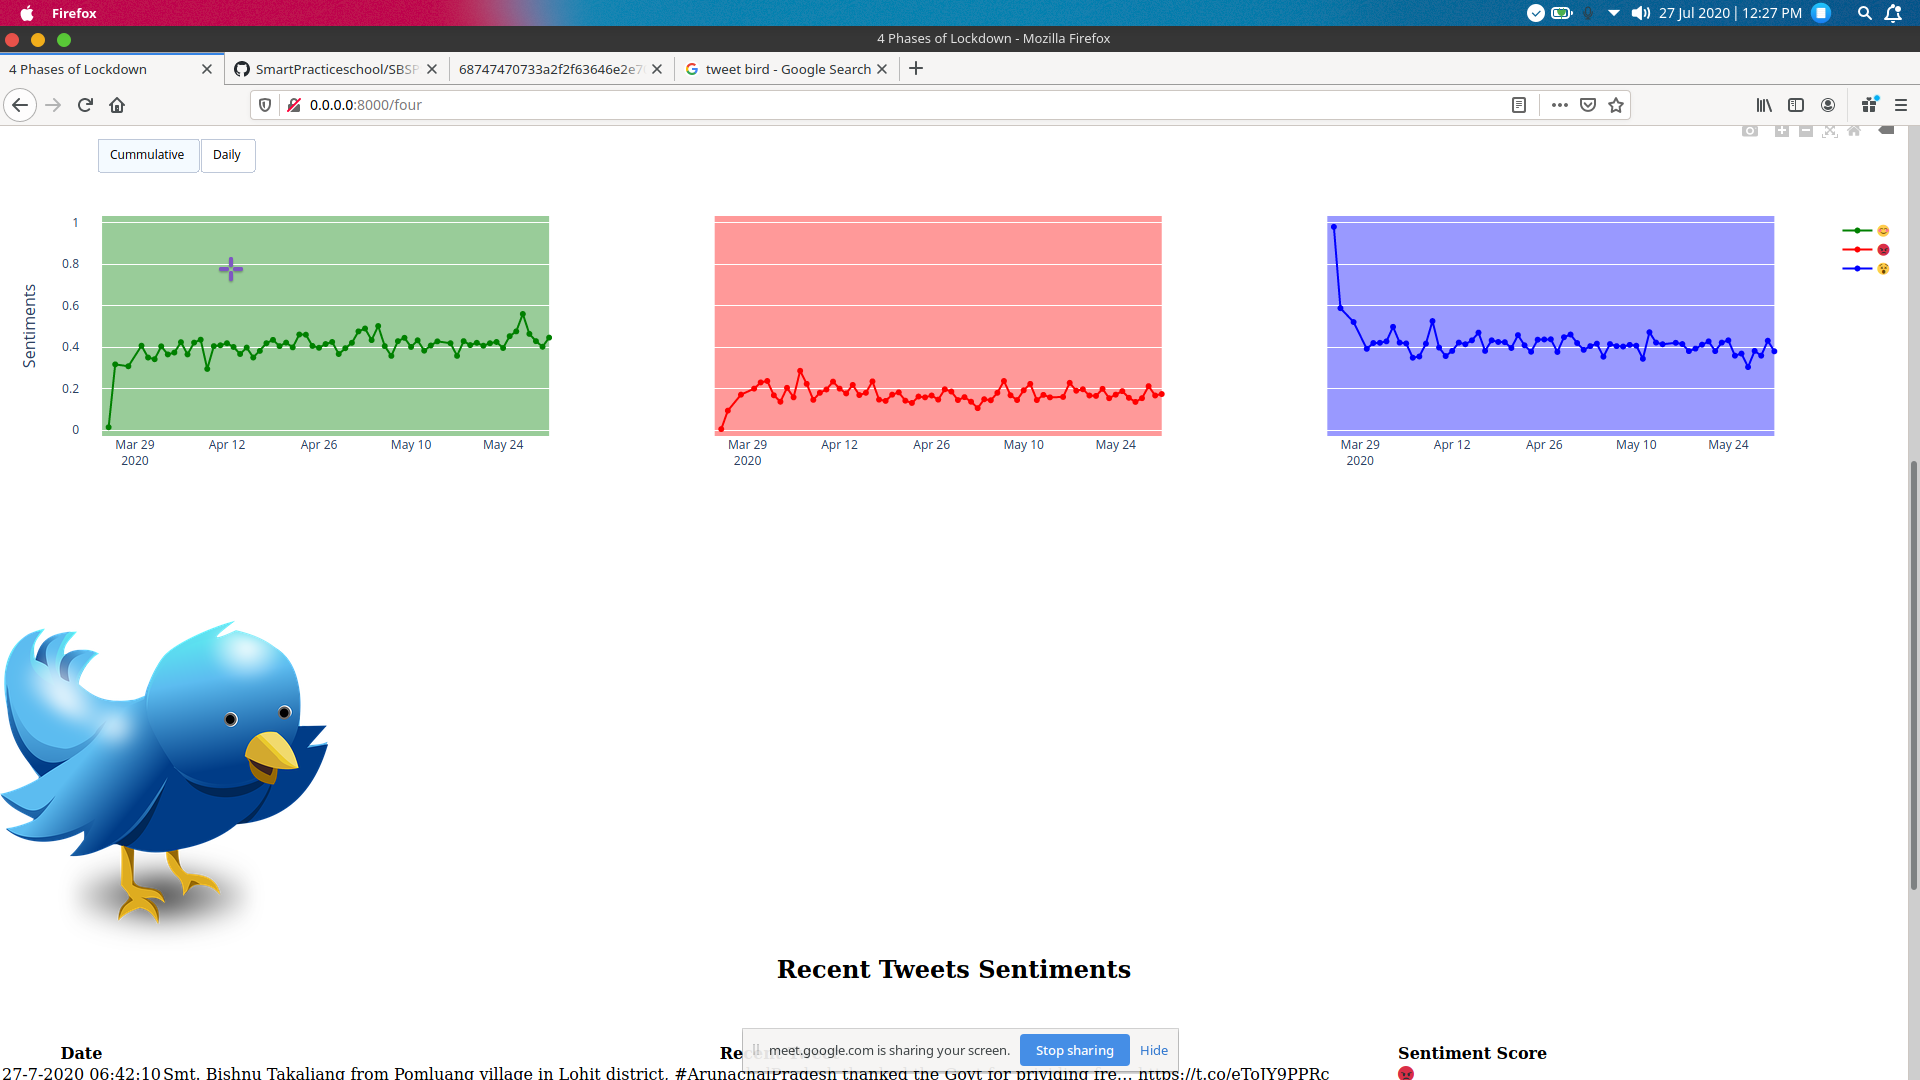 Firefox
27 Jul 2020 | 12:27 PM
4 Phases of Lockdown - Mozilla Firefox
4 Phases of Lockdown
SmartPracticeschool/SBSP
68747470733a2f2f63646e2e7
tweet bird - Google Search
0.0.0.0:8000/four
Cummulative
Daily
Sentiments
1
0.8
0.6
0.4
0.2
0
Mar 29 Apr 12 Apr 26 May 10 May 24
2020
Mar 29 Apr 12 Apr 26 May 10 May 24
2020
Mar 29 Apr 12 Apr 26 May 10 May 24
2020
Recent Tweets Sentiments
Date
Sentiment Score
meet.google.com is sharing your screen.
Stop sharing
Hide
27-7-2020 06:42:10 Smt. Bishnu Takaliang from Pomluang village in Lohit district, #ArunachalPradesh thanked the Govt for prividing fre… https://t.co/eToJY9PPRc